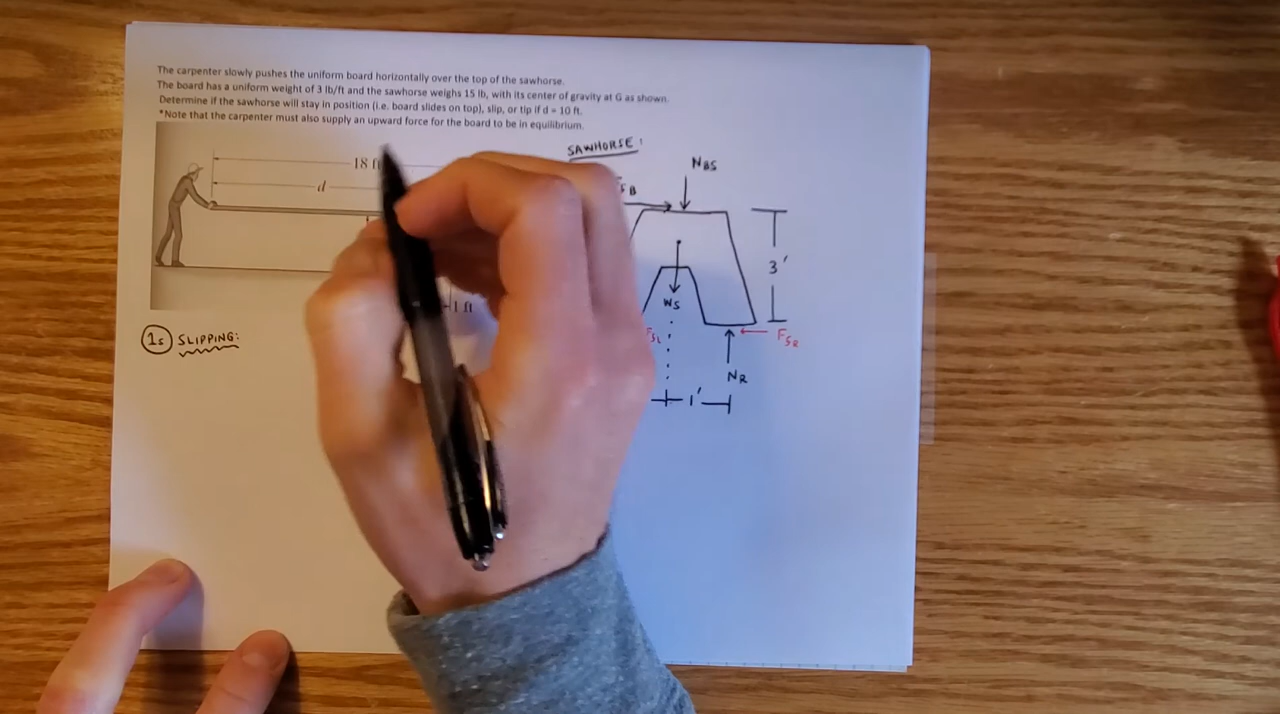 The carpenter slowly pushes the uniform board horizontally over the top of the sawhorse.
The board has a uniform weight of 3 lb/ft and the sawhorse weighs 15 lb, with its center of gravity at G as shown.
Determine if the sawhorse will stay in position (i.e. board slides on top), slip, or tip if d = 10 ft.
*Note that the carpenter must also supply an upward force for the board to be in equilibrium.
SAWHORSE:
18 f
NBS
d
SB
3'
WS
1 ft
1s SLIPPING:
FSR
NR
1'